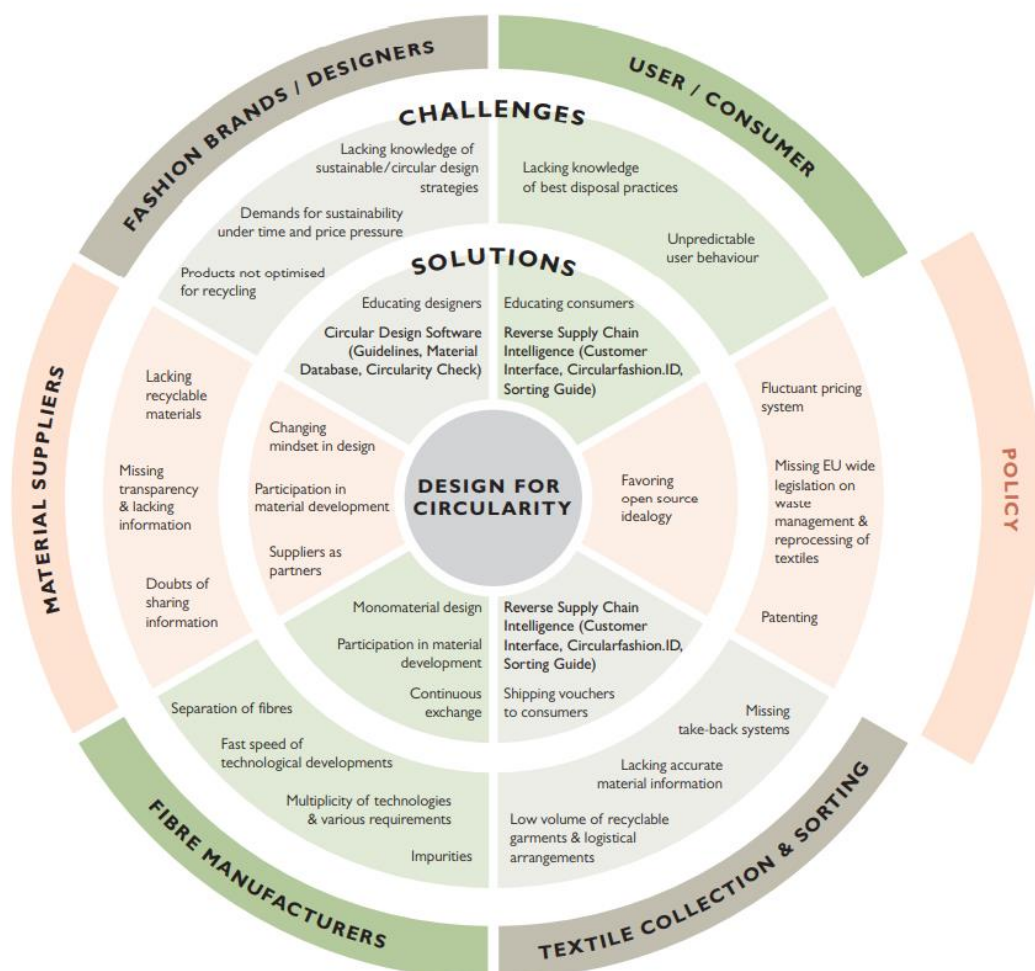 FASHION BRANDS / DESIGNERS
USER / CONSUMER
CHALLENGES
Lacking knowledge of
sustainable/circular design
strategies
Demands for sustainability
under time and price pressure
Products not optimised
for recycling
Lacking knowledge
of best disposal practices
Unpredictable
user behaviour
SOLUTIONS
Educating designers
Circular Design Software
(Guidelines, Material
Database, Circularity Check)
Educating consumers
Reverse Supply Chain
Intelligence (Customer
Interface, Circularfashion.ID,
Sorting Guide)
MATERIAL SUPPLIERS
Lacking
recyclable
materials
Missing
transparency
& lacking
information
Doubts of
sharing
information
Changing
mindset in design
Participation in
material development
Suppliers as
partners
DESIGN FOR
CIRCULARITY
Favoring
open source
idealogy
Fluctuant pricing
system
Missing EU wide
legislation on
waste
management &
reprocessing of
textiles
Patenting
POLICY
Monomaterial design
Participation in material
development
Continuous
exchange
Reverse Supply Chain
Intelligence (Customer
Interface, Circularfashion.ID,
Sorting Guide)
Shipping vouchers
to consumers
Separation of fibres
Fast speed of
technological developments
Multiplicity of technologies
& various requirements
Impurities
Missing
take-back systems
Lacking accurate
material information
Low volume of recyclable
garments & logistical
arrangements
FIBRE MANUFACTURERS
TEXTILE COLLECTION & SORTING